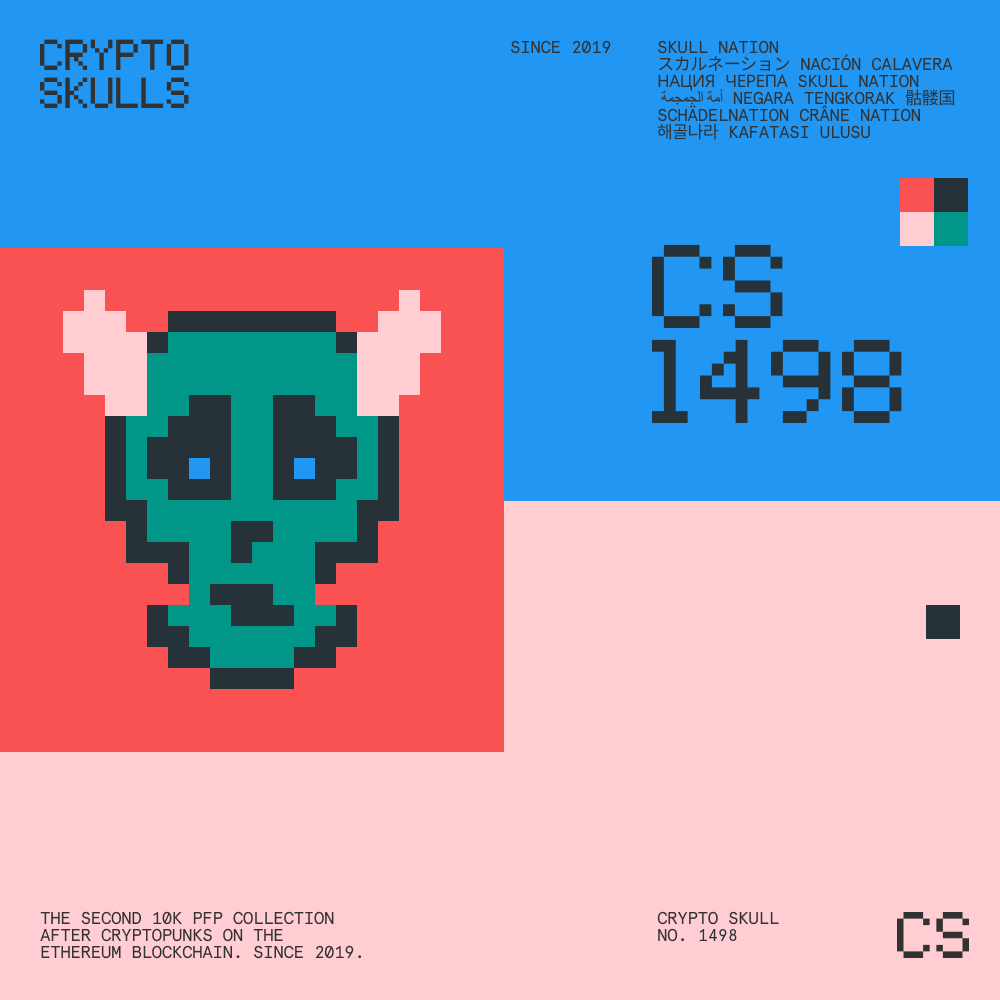 CRYPTO
SKULLS
SINCE 2019
SKULL NATION
スカルネーション NACIÓN CALAVERA
НАЦИЯ ЧЕРЕПА SKULL NATION
أمة الجمجمة NEGARA TENGKORAK 骷髅国
SCHÄDELNATION CRÂNE NATION
해골나라 KAFATASI ULUSU
CS
1498
THE SECOND 10K PFP COLLECTION
AFTER CRYPTOPUNKS ON THE
ETHEREUM BLOCKCHAIN. SINCE 2019.
CRYPTO SKULL
NO. 1498
CS